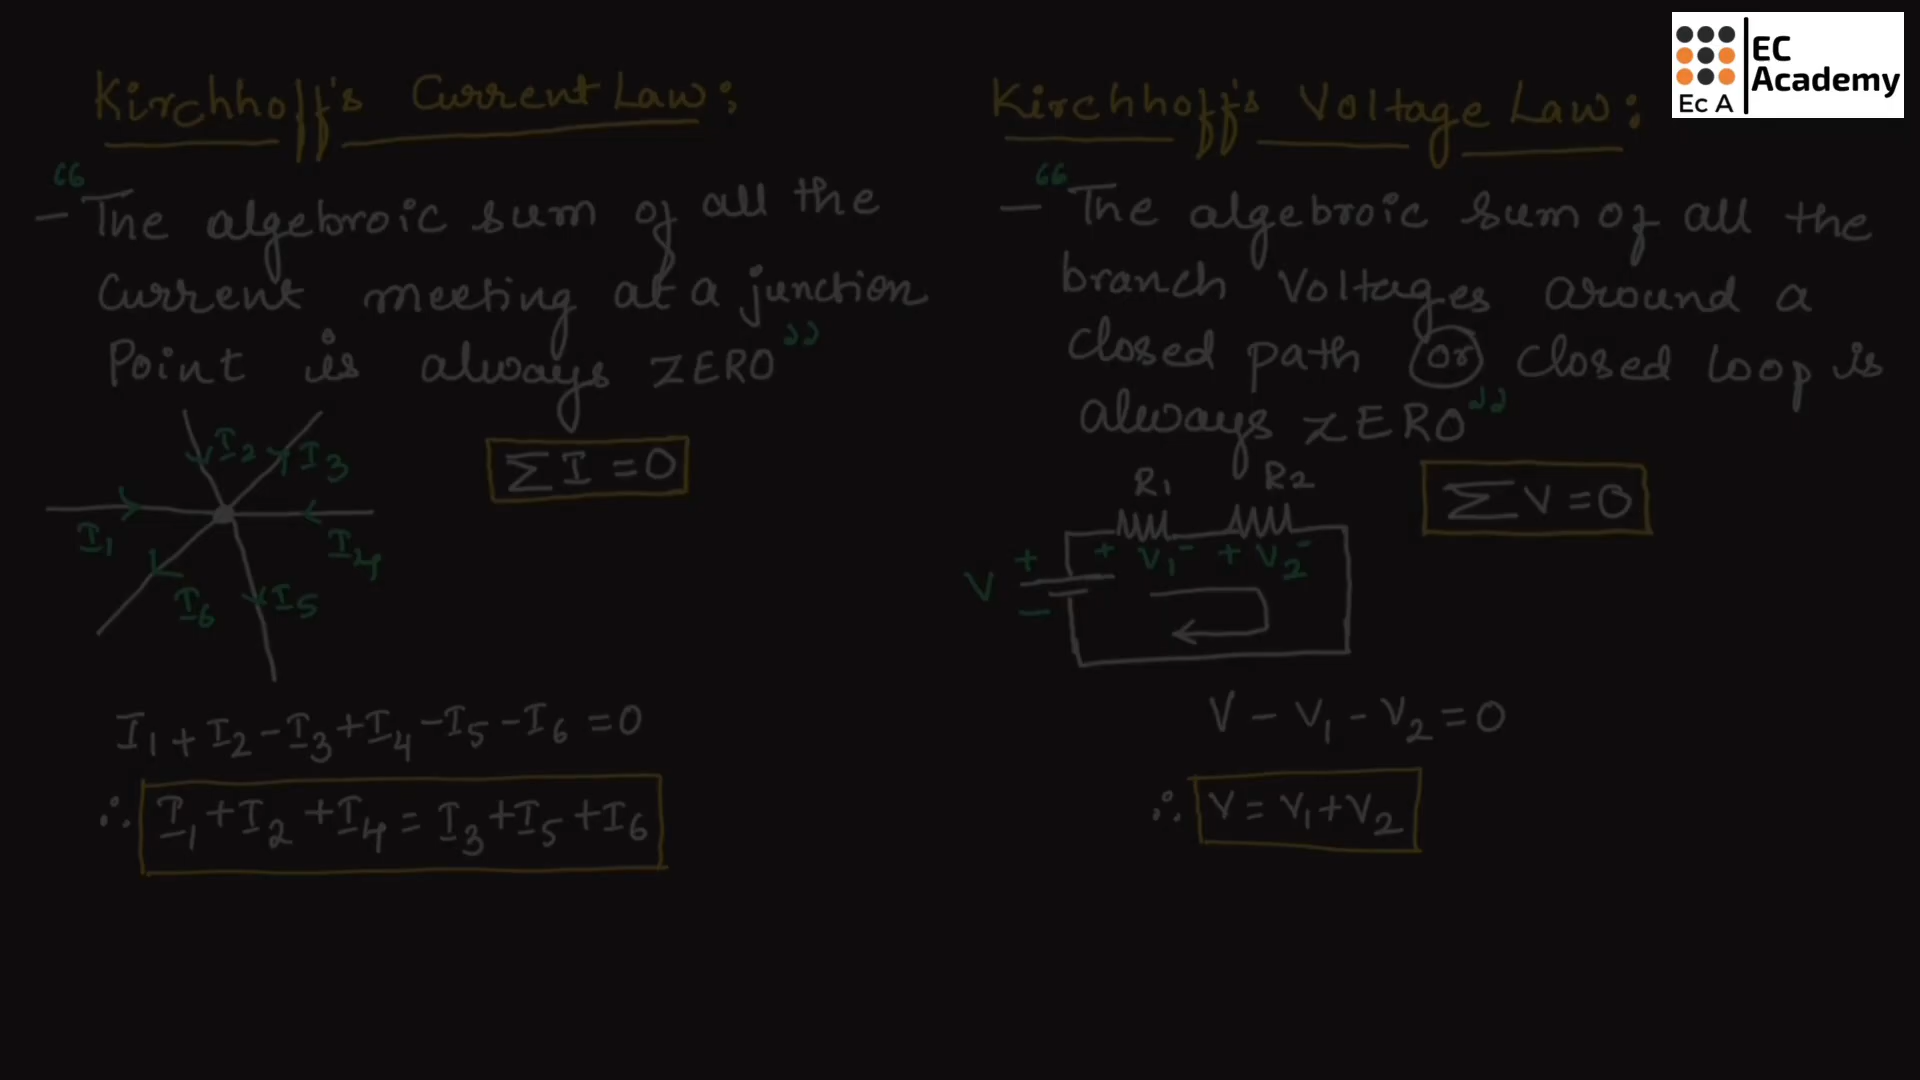 EC
Academy
Ec A
Kirchhoff's Current Law:
"
- The algebroic sum of all the
current meeting at a junction
Point is always ZERO"
I2 I3
I1 I4
I6 I5
∑ I = 0
I1 + I2 - I3 + I4 - I5 - I6 = 0
∴ I1 + I2 + I4 = I3 + I5 + I6
Kirchhoff's Voltage Law:
"
- The algebroic sum of all the
branch Voltages around a
closed path or closed loop is
always ZERO"
∑ V = 0
R1 R2
+ + V1 - + V2 -
V
-
V - V1 - V2 = 0
∴ V = V1 + V2